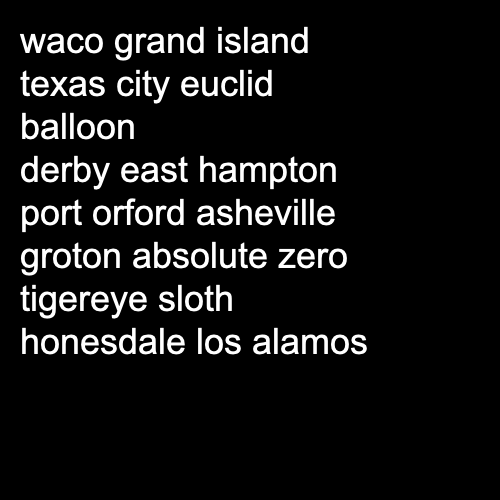 waco grand island
texas city euclid
balloon
derby east hampton
port orford asheville
groton absolute zero
tigereye sloth
honesdale los alamos